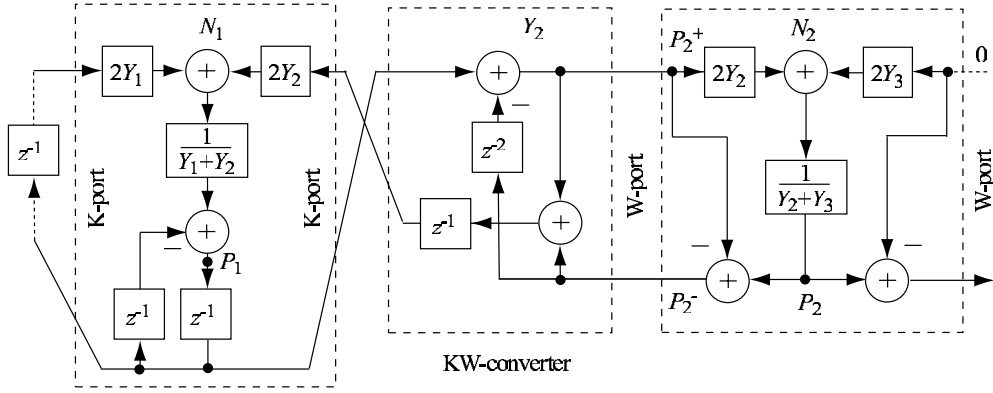 N₁
Y₂
P₂⁺
N₂
0
2Y₁
+
2Y₂
+
2Y₂
+
2Y₃
−
z⁻¹
z⁻²
1
Y₁+Y₂
1
Y₂+Y₃
K-port
K-port
W-port
W-port
+
−
z⁻¹
+
−
−
P₁
+
+
P₂⁻
P₂
z⁻¹
z⁻¹
KW-converter